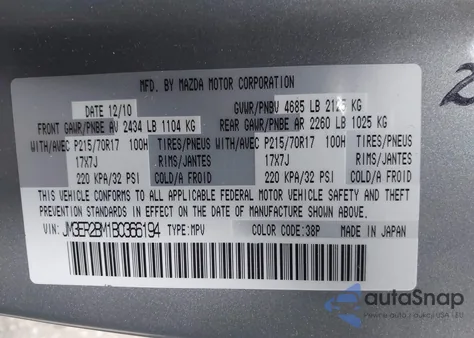 2
MFD. BY MAZDA MOTOR CORPORATION
DATE 12/10 GVWR/PNBV 4685 LB 2125 KG
FRONT GAWR/PNBE AV 2434 LB 1104 KG REAR GAWR/PNBE AR 2260 LB 1025 KG
WITH/AVEC P215/70R17 100H TIRES/PNEUS WITH/AVEC P215/70R17 100H TIRES/PNEUS
17X7J RIMS/JANTES 17X7J RIMS/JANTES
220 KPA/32 PSI COLD/A FROID 220 KPA/32 PSI COLD/A FROID
THIS VEHICLE CONFORMS TO ALL APPLICABLE FEDERAL MOTOR VEHICLE SAFETY AND THEFT
PREVENTION STANDARDS IN EFFECT ON THE DATE OF MANUFACTURE SHOWN ABOVE.
VIN: JM3ER2BM1B0366194 TYPE:MPV COLOR CODE:38P MADE IN JAPAN
autoSnap